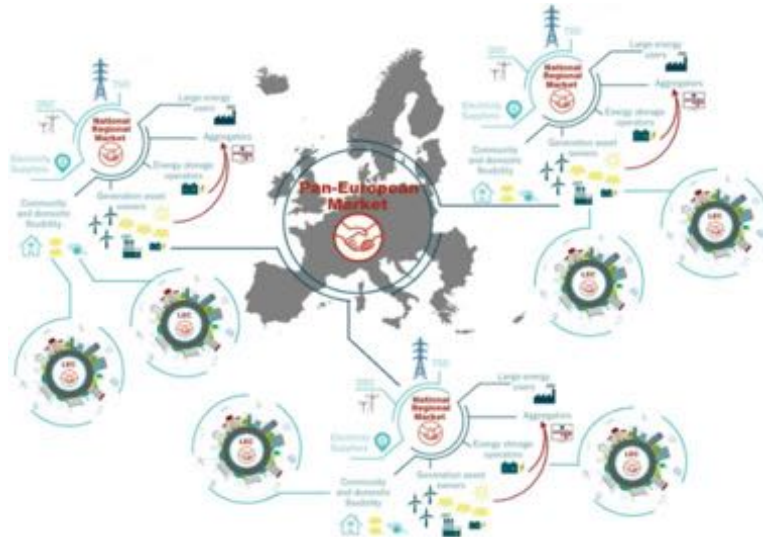 TSO
DSO
National
Regional
Market
Large energy
users
Aggregators
Energy storage
operators
Electricity
Suppliers
Community
and domestic
flexibility
Generation asset
owners
LEC
LEC
TSO
DSO
National
Regional
Market
Large energy
users
Aggregators
Energy storage
operators
Electricity
Suppliers
Community
and domestic
flexibility
Generation asset
owners
LEC
LEC
Pan-European
Market
TSO
DSO
National
Regional
Market
Large energy
users
Aggregators
Energy storage
operators
Electricity
Suppliers
Community
and domestic
flexibility
Generation asset
owners
LEC
LEC